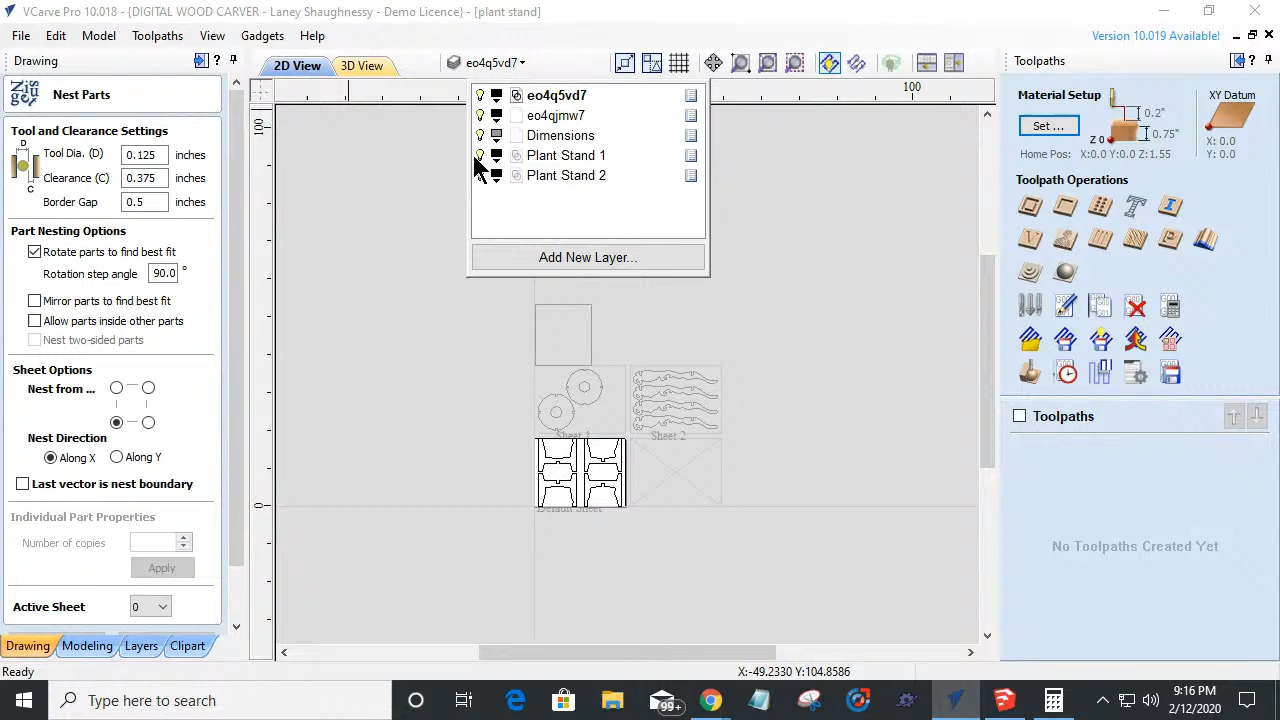 VCarve Pro 10.018 - {DIGITAL WOOD CARVER - Laney Shaughnessy - Demo Licence} - [plant stand]
File Edit Model Toolpaths View Gadgets Help Version 10.019 Available!
Drawing
Nest Parts
Tool and Clearance Settings
D
C
Tool Dia. (D) 0.125 inches
Clearance (C) 0.375 inches
Border Gap 0.5 inches
Part Nesting Options
Rotate parts to find best fit
Rotation step angle 90.0 °
Mirror parts to find best fit
Allow parts inside other parts
Nest two-sided parts
Sheet Options
Nest from ...
Nest Direction
Along X Along Y
Last vector is nest boundary
Individual Part Properties
Number of copies
Apply
Active Sheet 0
Drawing Modeling Layers Clipart
2D View 3D View eo4q5vd7
eo4q5vd7
eo4qjmw7
Dimensions
Plant Stand 1
Plant Stand 2
Add New Layer...
100
100
0
Sheet 1 Sheet 2
Default Sheet
Toolpaths
Material Setup XY Datum
Set ... Z 0 0.2" 0.75" X: 0.0 Y: 0.0
Home Pos: X:0.0 Y:0.0 Z:1.55
Toolpath Operations
Toolpaths
No Toolpaths Created Yet
Ready X:-49.2330 Y:104.8586
Type here to search 99+ 9:16 PM
2/12/2020